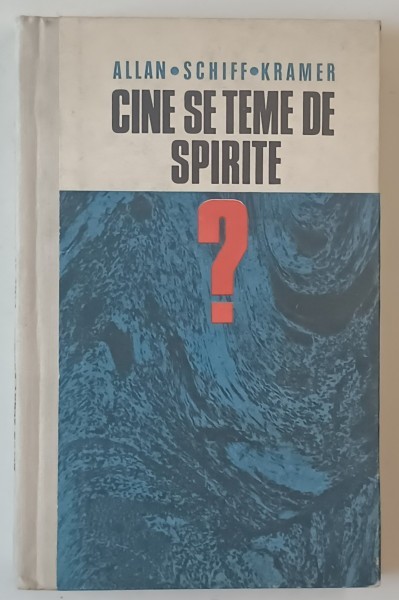 ALLAN • SCHIFF • KRAMER
CINE SE TEME DE
SPIRITE
?